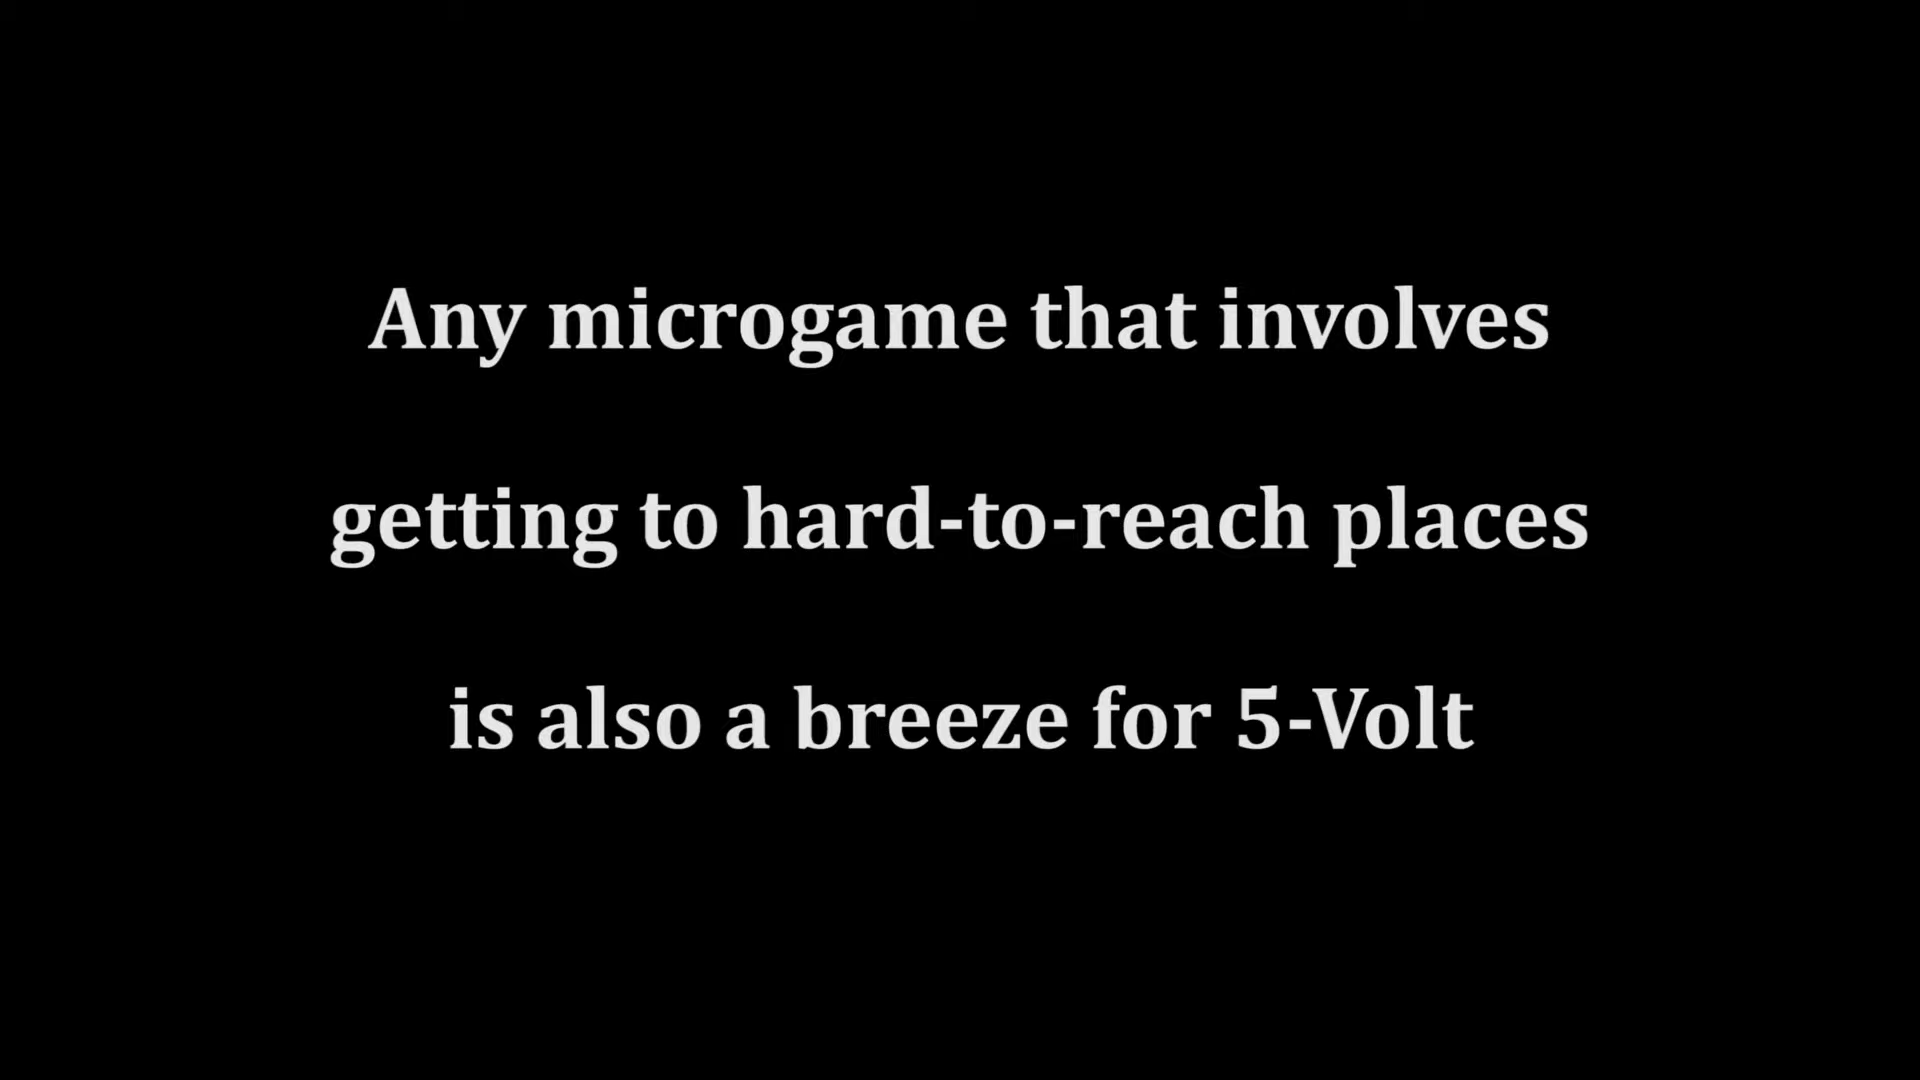 Any microgame that involves
getting to hard-to-reach places
is also a breeze for 5-Volt